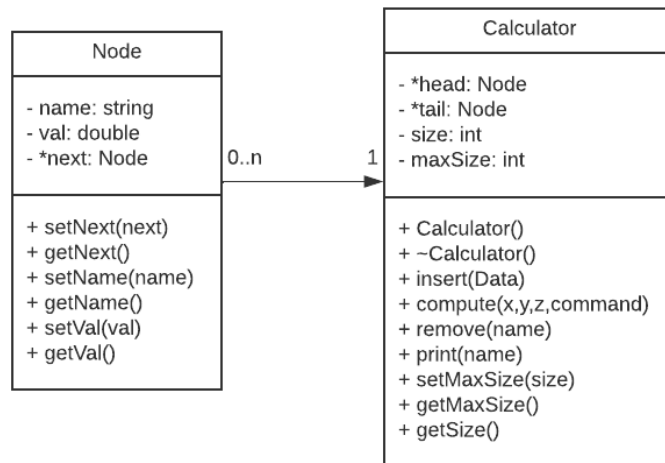 Node
- name: string
- val: double
- *next: Node
+ setNext(next)
+ getNext()
+ setName(name)
+ getName()
+ setVal(val)
+ getVal()
0..n
1
Calculator
- *head: Node
- *tail: Node
- size: int
- maxSize: int
+ Calculator()
+ ~Calculator()
+ insert(Data)
+ compute(x,y,z,command)
+ remove(name)
+ print(name)
+ setMaxSize(size)
+ getMaxSize()
+ getSize()